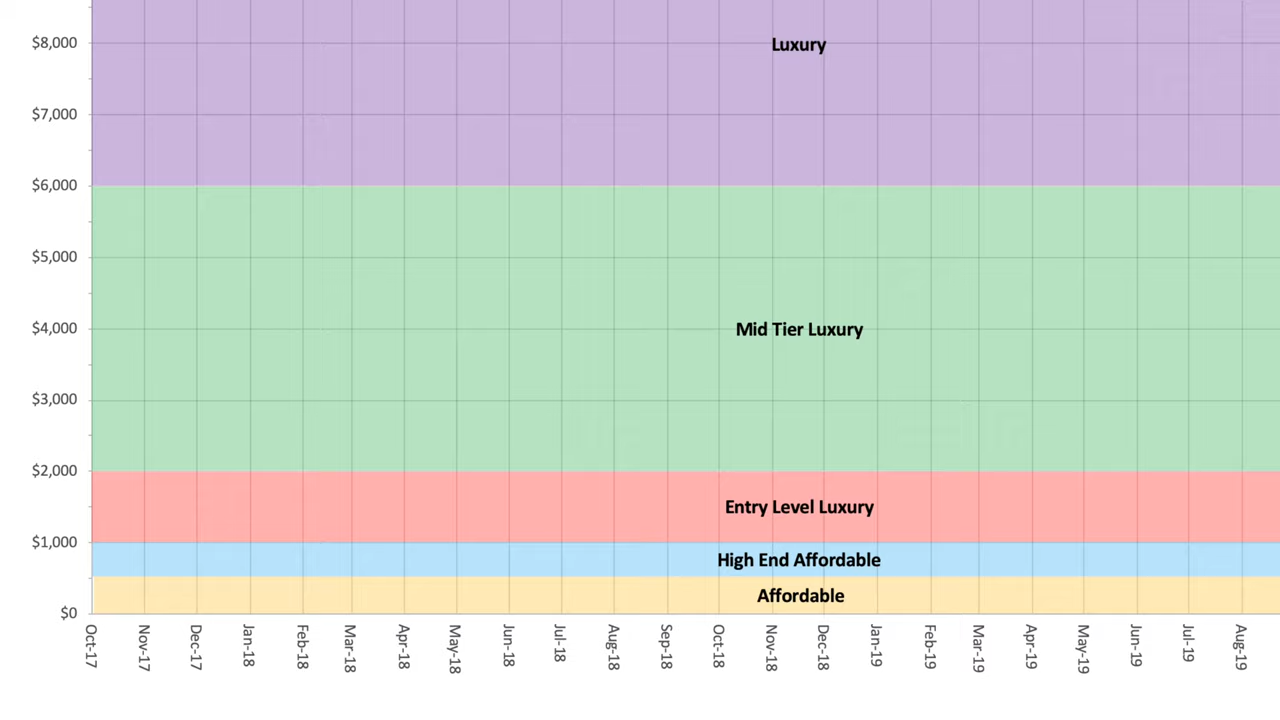 $8,000
Luxury
$7,000
$6,000
$5,000
$4,000
Mid Tier Luxury
$3,000
$2,000
Entry Level Luxury
$1,000
High End Affordable
Affordable
$0
Oct-17
Nov-17
Dec-17
Jan-18
Feb-18
Mar-18
Apr-18
May-18
Jun-18
Jul-18
Aug-18
Sep-18
Oct-18
Nov-18
Dec-18
Jan-19
Feb-19
Mar-19
Apr-19
May-19
Jun-19
Jul-19
Aug-19